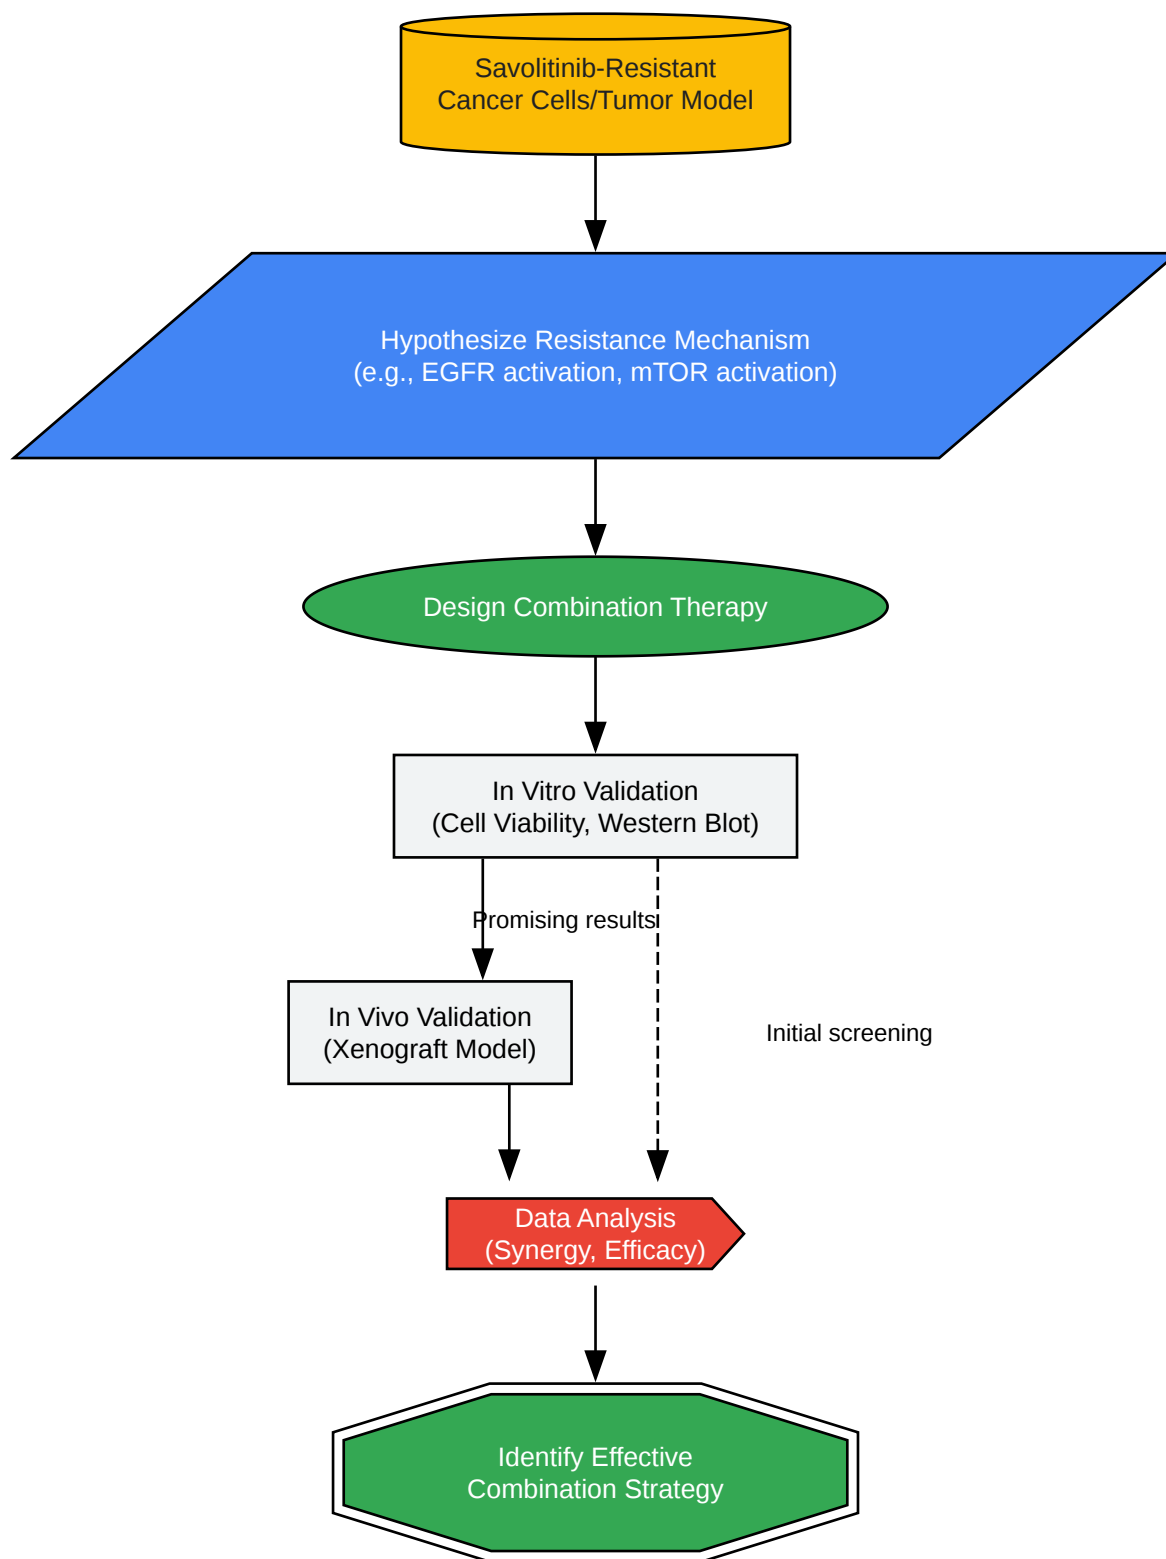 Savolitinib-Resistant
Cancer Cells/Tumor Model
Hypothesize Resistance Mechanism
(e.g., EGFR activation, mTOR activation)
Design Combination Therapy
In Vitro Validation
(Cell Viability, Western Blot)
Promising results
In Vivo Validation
(Xenograft Model)
Initial screening
Data Analysis
(Synergy, Efficacy)
Identify Effective
Combination Strategy